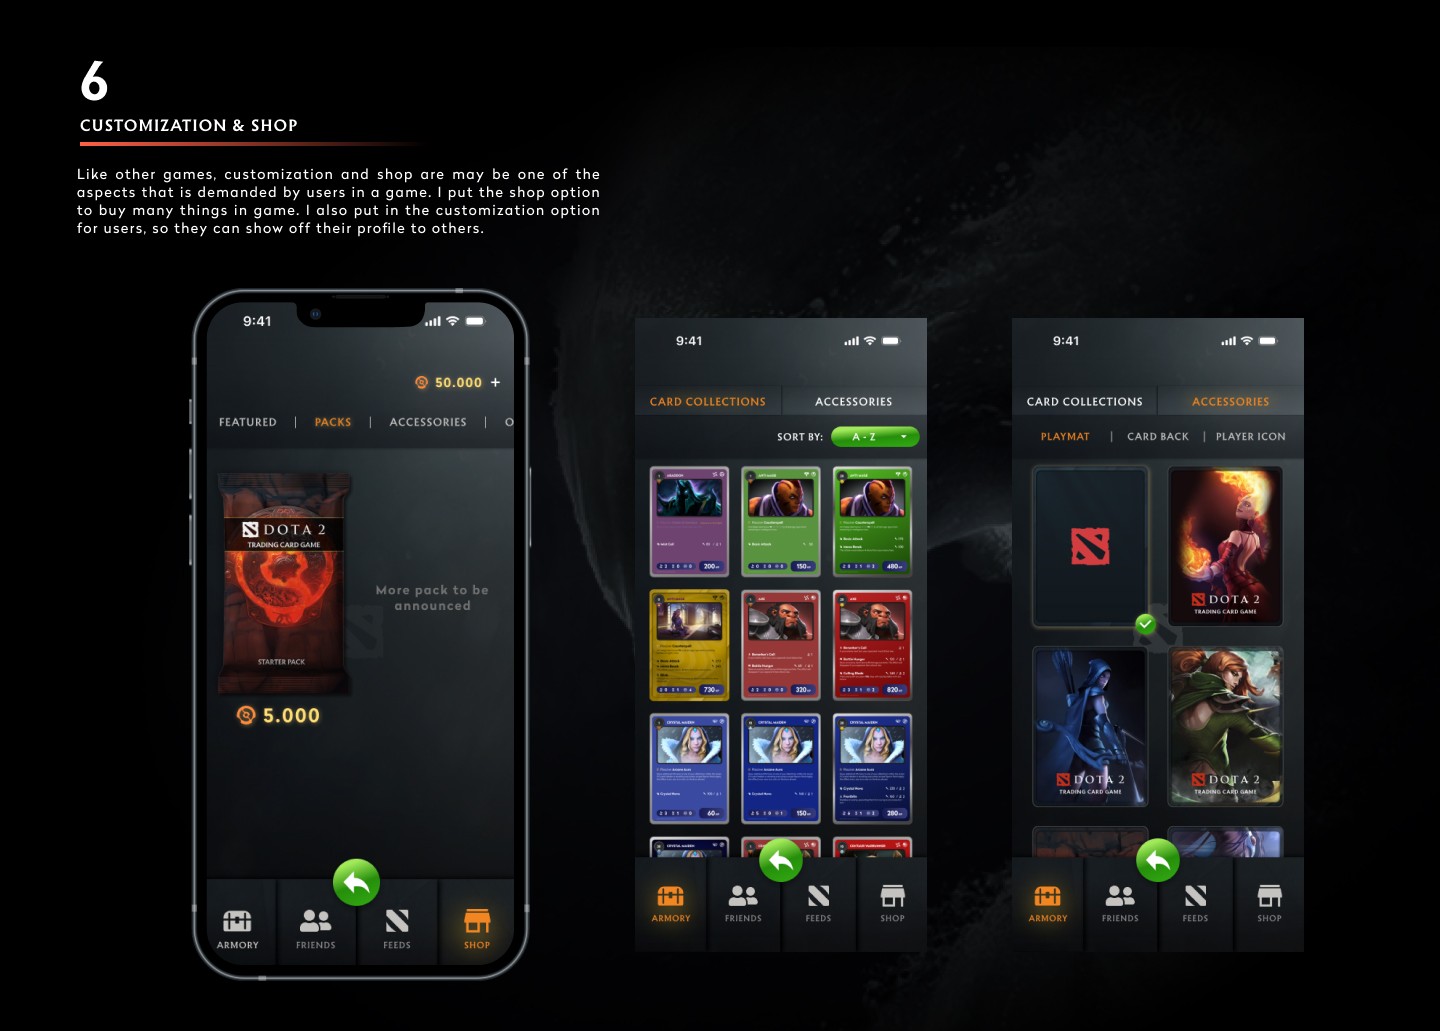 6
CUSTOMIZATION & SHOP
Like other games, customization and shop are may be one of the
aspects that is demanded by users in a game. I put the shop option
to buy many things in game. I also put in the customization option
for users, so they can show off their profile to others.
9:41
50.000 +
FEATURED | PACKS | ACCESSORIES | O
DOTA 2
TRADING CARD GAME
STARTER PACK
5.000
More pack to be
announced
ARMORY FRIENDS FEEDS SHOP
9:41
CARD COLLECTIONS ACCESSORIES
SORT BY: A - Z
200
150
480
730
320
820
CRYSTAL MAIDEN
60
CRYSTAL MAIDEN
150
CRYSTAL MAIDEN
280
ARMORY FRIENDS FEEDS SHOP
9:41
CARD COLLECTIONS ACCESSORIES
PLAYMAT | CARD BACK | PLAYER ICON
DOTA 2
TRADING CARD GAME
DOTA 2
TRADING CARD GAME
DOTA 2
TRADING CARD GAME
ARMORY FRIENDS FEEDS SHOP